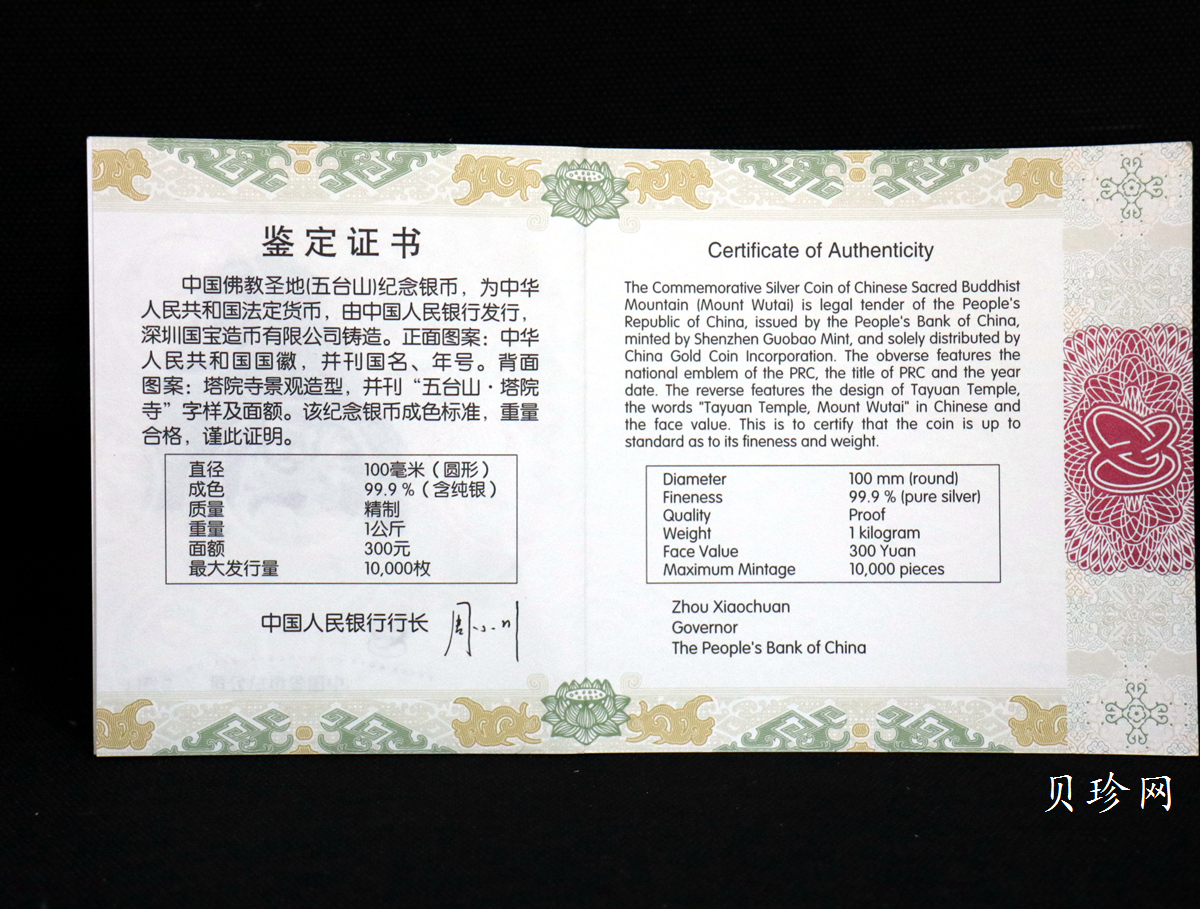 鉴定证书
中国佛教圣地(五台山)纪念银币，为中华
人民共和国法定货币，由中国人民银行发行，
深圳国宝造币有限公司铸造。正面图案：中华
人民共和国国徽，并刊国名、年号。背面
图案：塔院寺景观造型，并刊“五台山·塔院
寺”字样及面额。该纪念银币成色标准，重量
合格，谨此证明。
直径 100毫米（圆形）
成色 99.9％（含纯银）
质量 精制
重量 1公斤
面额 300元
最大发行量 10,000枚
中国人民银行行长 周小川
Certificate of Authenticity
The Commemorative Silver Coin of Chinese Sacred Buddhist
Mountain (Mount Wutai) is legal tender of the People's
Republic of China, issued by the People's Bank of China,
minted by Shenzhen Guobao Mint, and solely distributed by
China Gold Coin Incorporation. The obverse features the
national emblem of the PRC, the title of PRC and the year
date. The reverse features the design of Tayuan Temple,
the words "Tayuan Temple, Mount Wutai" in Chinese and
the face value. This is to certify that the coin is up to
standard as to its fineness and weight.
Diameter 100 mm (round)
Fineness 99.9 % (pure silver)
Quality Proof
Weight 1 kilogram
Face Value 300 Yuan
Maximum Mintage 10,000 pieces
Zhou Xiaochuan
Governor
The People's Bank of China
贝珍网